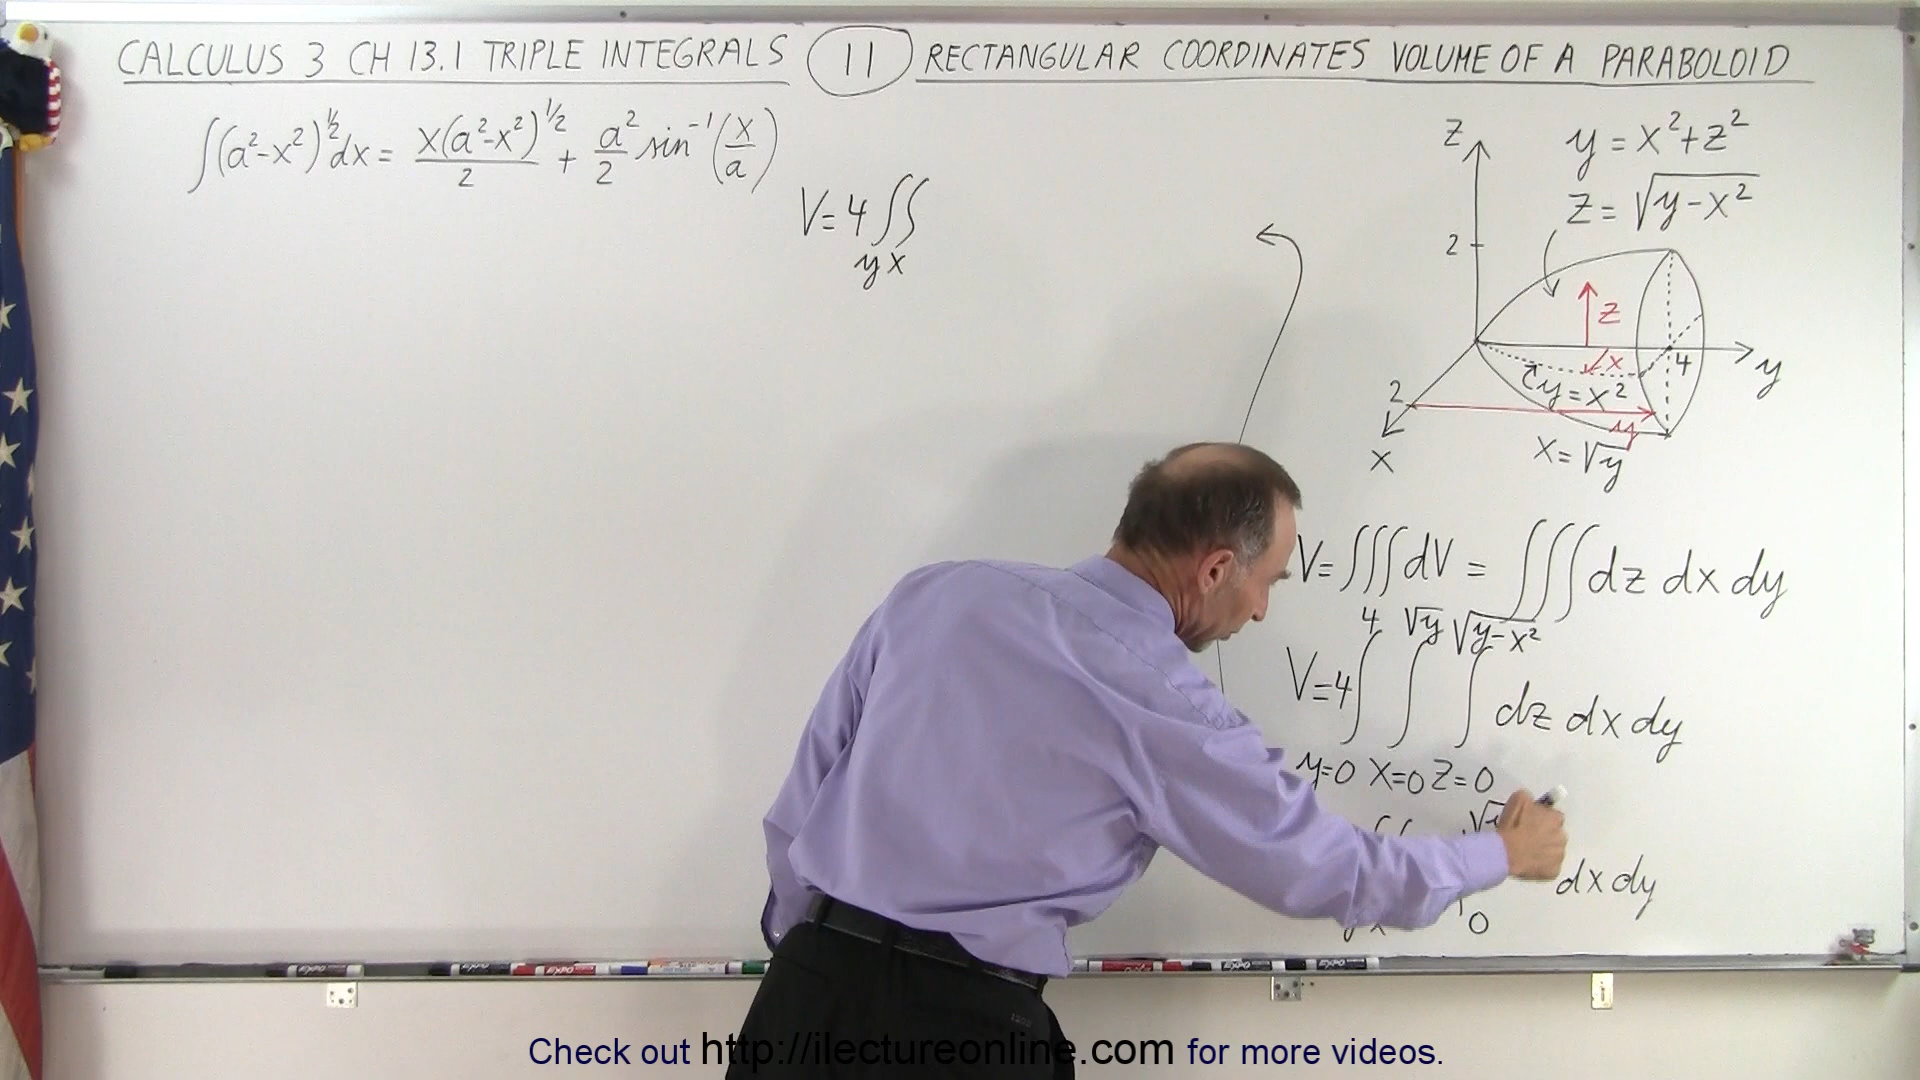 CALCULUS 3 CH 13.1 TRIPLE INTEGRALS 11 RECTANGULAR COORDINATES VOLUME OF A PARABOLOID
∫(a²-x²)^½ dx = x(a²-x²)^½/2 + a²/2 sin⁻¹(x/a)
V=4∫∫
y x
z
y = x²+z²
z = √(y-x²)
2
z
x
4
y
y=x²
2
y
x
x=√y
V=∫∫∫dV = ∫∫∫dz dx dy
4 √y √(y-x²)
V=4∫ ∫ ∫ dz dx dy
y=0 x=0 z=0
dx dy
0
Check out http://ilectureonline.com for more videos.